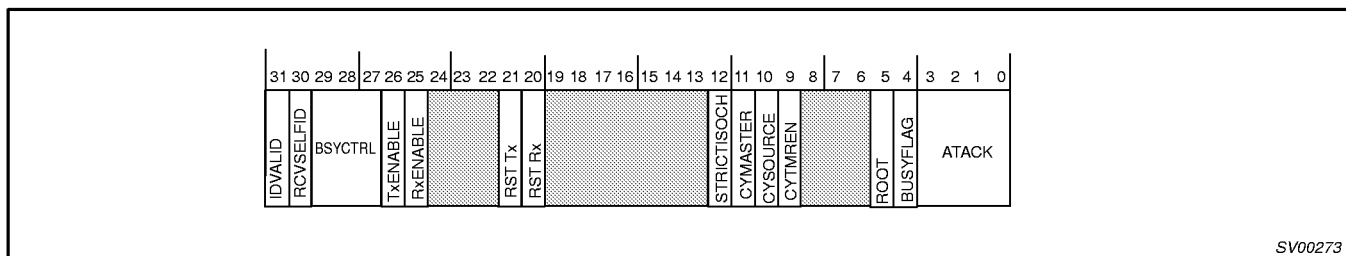 31 30 29 28 27 26 25 24 23 22 21 20 19 18 17 16 15 14 13 12 11 10 9 8 7 6 5 4 3 2 1 0
IDVALID
RCVSELFID
BSYCTRL
TxENABLE
RxENABLE
RST Tx
RST Rx
STRICTISOCH
CYMASTER
CYSOURCE
CYTMREN
ROOT
BUSYFLAG
ATACK
SV00273